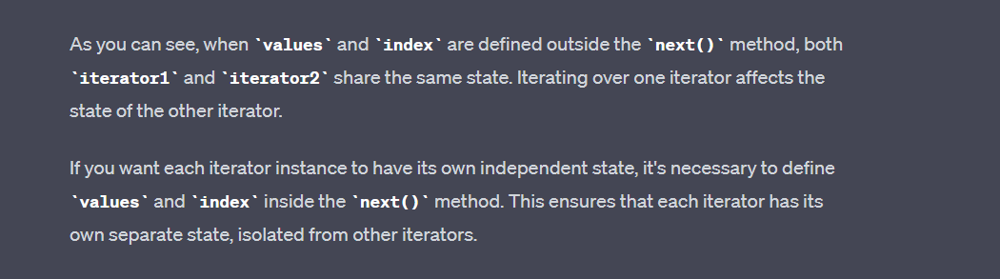 As you can see, when `values` and `index` are defined outside the `next()` method, both
`iterator1` and `iterator2` share the same state. Iterating over one iterator affects the
state of the other iterator.
If you want each iterator instance to have its own independent state, it's necessary to define
`values` and `index` inside the `next()` method. This ensures that each iterator has its
own separate state, isolated from other iterators.